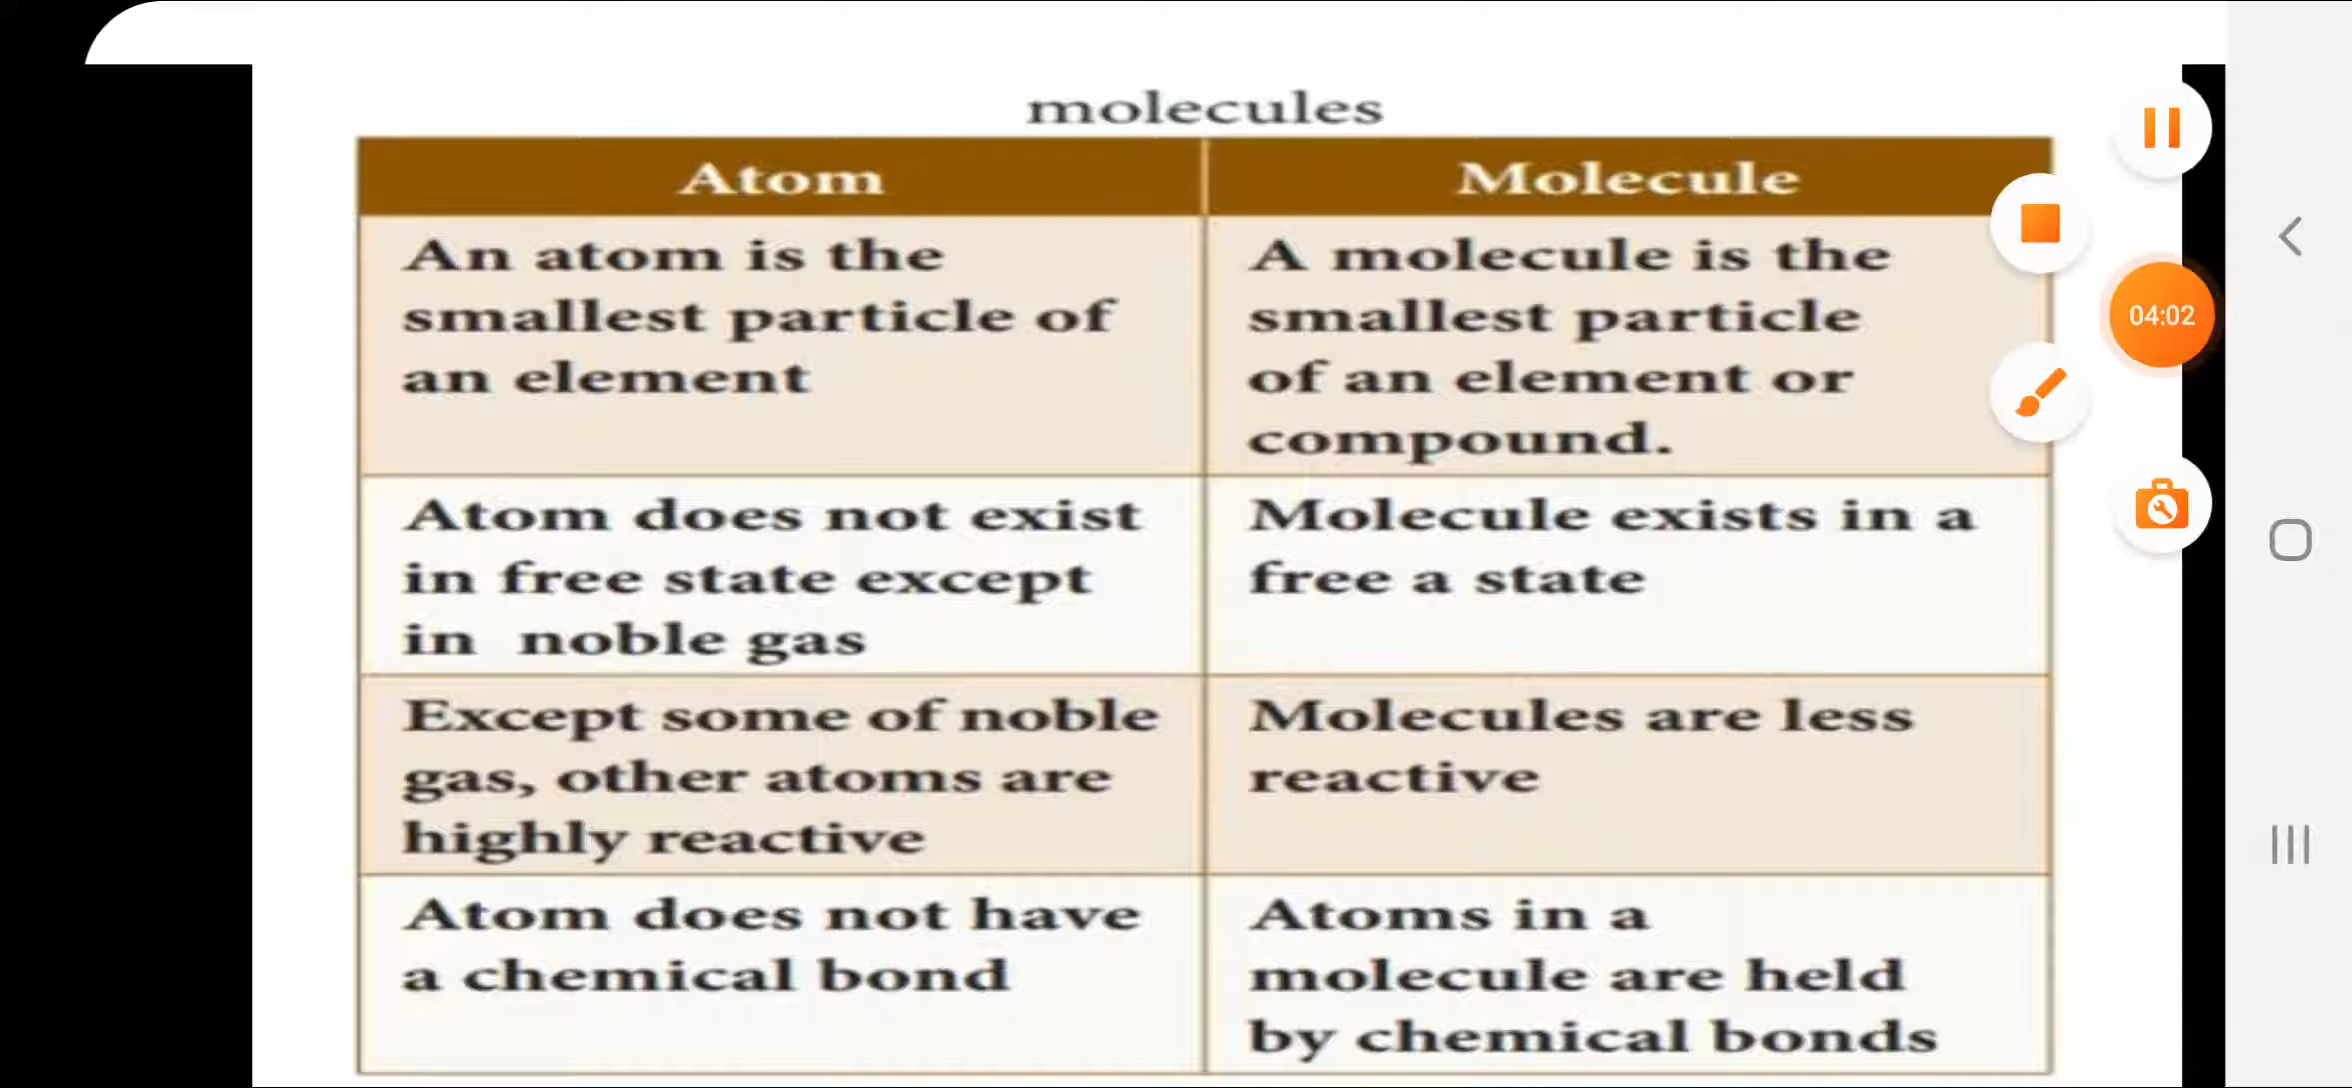 molecules
Atom
Molecule
An atom is the
smallest particle of
an element
A molecule is the
smallest particle
of an element or
compound.
Atom does not exist
in free state except
in noble gas
Molecule exists in a
free a state
Except some of noble
gas, other atoms are
highly reactive
Molecules are less
reactive
Atom does not have
a chemical bond
Atoms in a
molecule are held
by chemical bonds
04:02